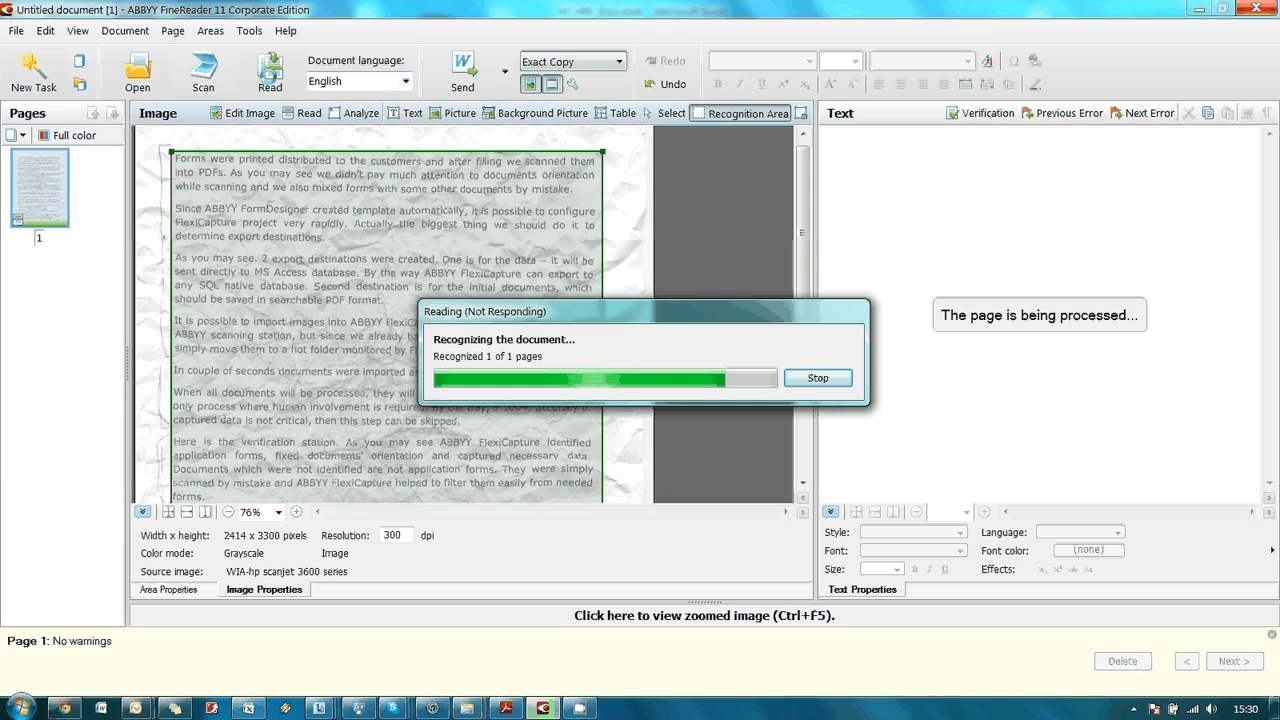 Untitled document [1] - ABBYY FineReader 11 Corporate Edition
File Edit View Document Page Areas Tools Help
New Task
Open
Scan
Read
Document language:
English
Send
Exact Copy
Redo
Undo
Pages
Full color
1
Image
Edit Image Read Analyze Text Picture Background Picture Table Select Recognition Area
Forms were printed distributed to the customers and after filling we scanned them
into PDFs. As you may see we didn't pay much attention to documents orientation
while scanning and we also mixed forms with some other documents by mistake.
Since ABBYY FormDesigner created template automatically, it is possible to configure
FlexiCapture project very rapidly. Actually the biggest thing we should do it to
determine export destinations.
As you may see. 2 export destinations were created. One is for the data – it will be
sent directly to MS Access database. By the way ABBYY FlexiCapture can export to
any SQL native database. Second destination is for the initial documents, which
should be saved in searchable PDF format.
It is possible to import images into ABBYY FlexiCa
ABBYY scanning station, but since we already ha
simply move them to a hot folder monitored by Fl
In couple of seconds documents were imported an
When all documents will be processed, they will
only process where human involvement is required. By the way, a 100% accuracy of
captured data is not critical, then this step can be skipped.
Here is the verification station. As you may see ABBYY FlexiCapture identified
application forms, fixed documents' orientation and captured necessary data.
Documents which were not identified are not application forms. They were simply
scanned by mistake and ABBYY FlexiCapture helped to filter them easily from needed
forms.
Reading (Not Responding)
Recognizing the document...
Recognized 1 of 1 pages
Stop
76%
Width x height: 2414 x 3300 pixels Resolution: 300 dpi
Color mode: Grayscale Image
Source image: WIA-hp scanjet 3600 series
Area Properties Image Properties
Text
Verification Previous Error Next Error
The page is being processed...
Style: Language:
Font: Font color: (none)
Size: Effects:
Text Properties
Click here to view zoomed image (Ctrl+F5).
Page 1: No warnings
Delete < Next >
15:30